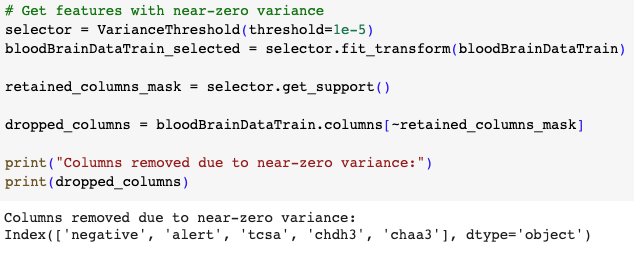 # Get features with near-zero variance
selector = VarianceThreshold(threshold=1e-5)
bloodBrainDataTrain_selected = selector.fit_transform(bloodBrainDataTrain)
retained_columns_mask = selector.get_support()
dropped_columns = bloodBrainDataTrain.columns[~retained_columns_mask]
print("Columns removed due to near-zero variance:")
print(dropped_columns)
Columns removed due to near-zero variance:
Index(['negative', 'alert', 'tcsa', 'chdh3', 'chaa3'], dtype='object')